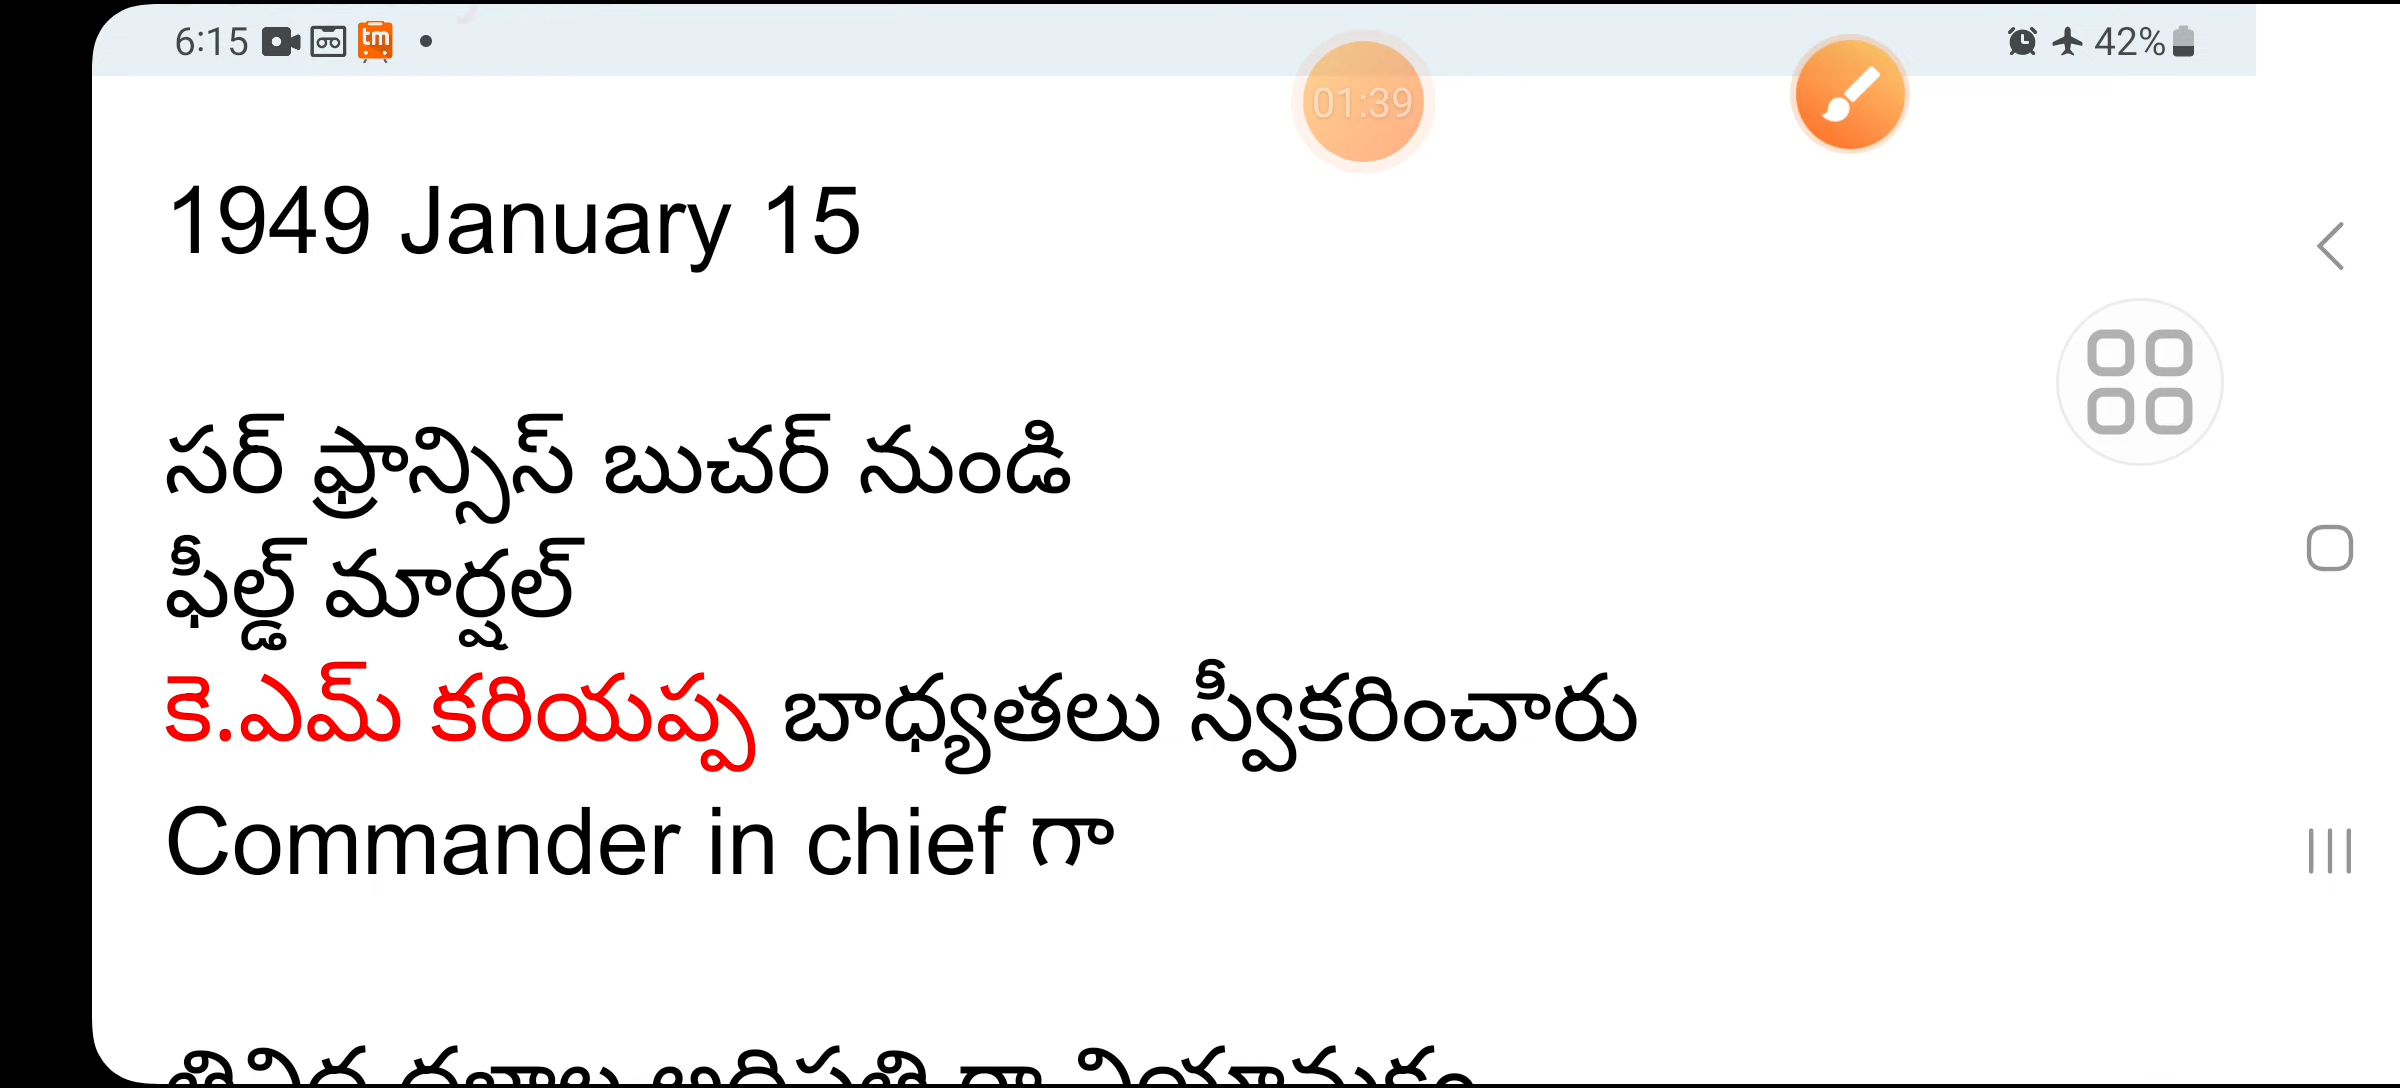 6:15 tm 42%
01:39
1949 January 15
సర్ ఫ్రాన్సిస్ బుచర్ నుండి
ఫీల్డ్ మార్షల్
కె.ఎమ్ కరియప్ప బాధ్యతలు స్వీకరించారు
Commander in chief గా